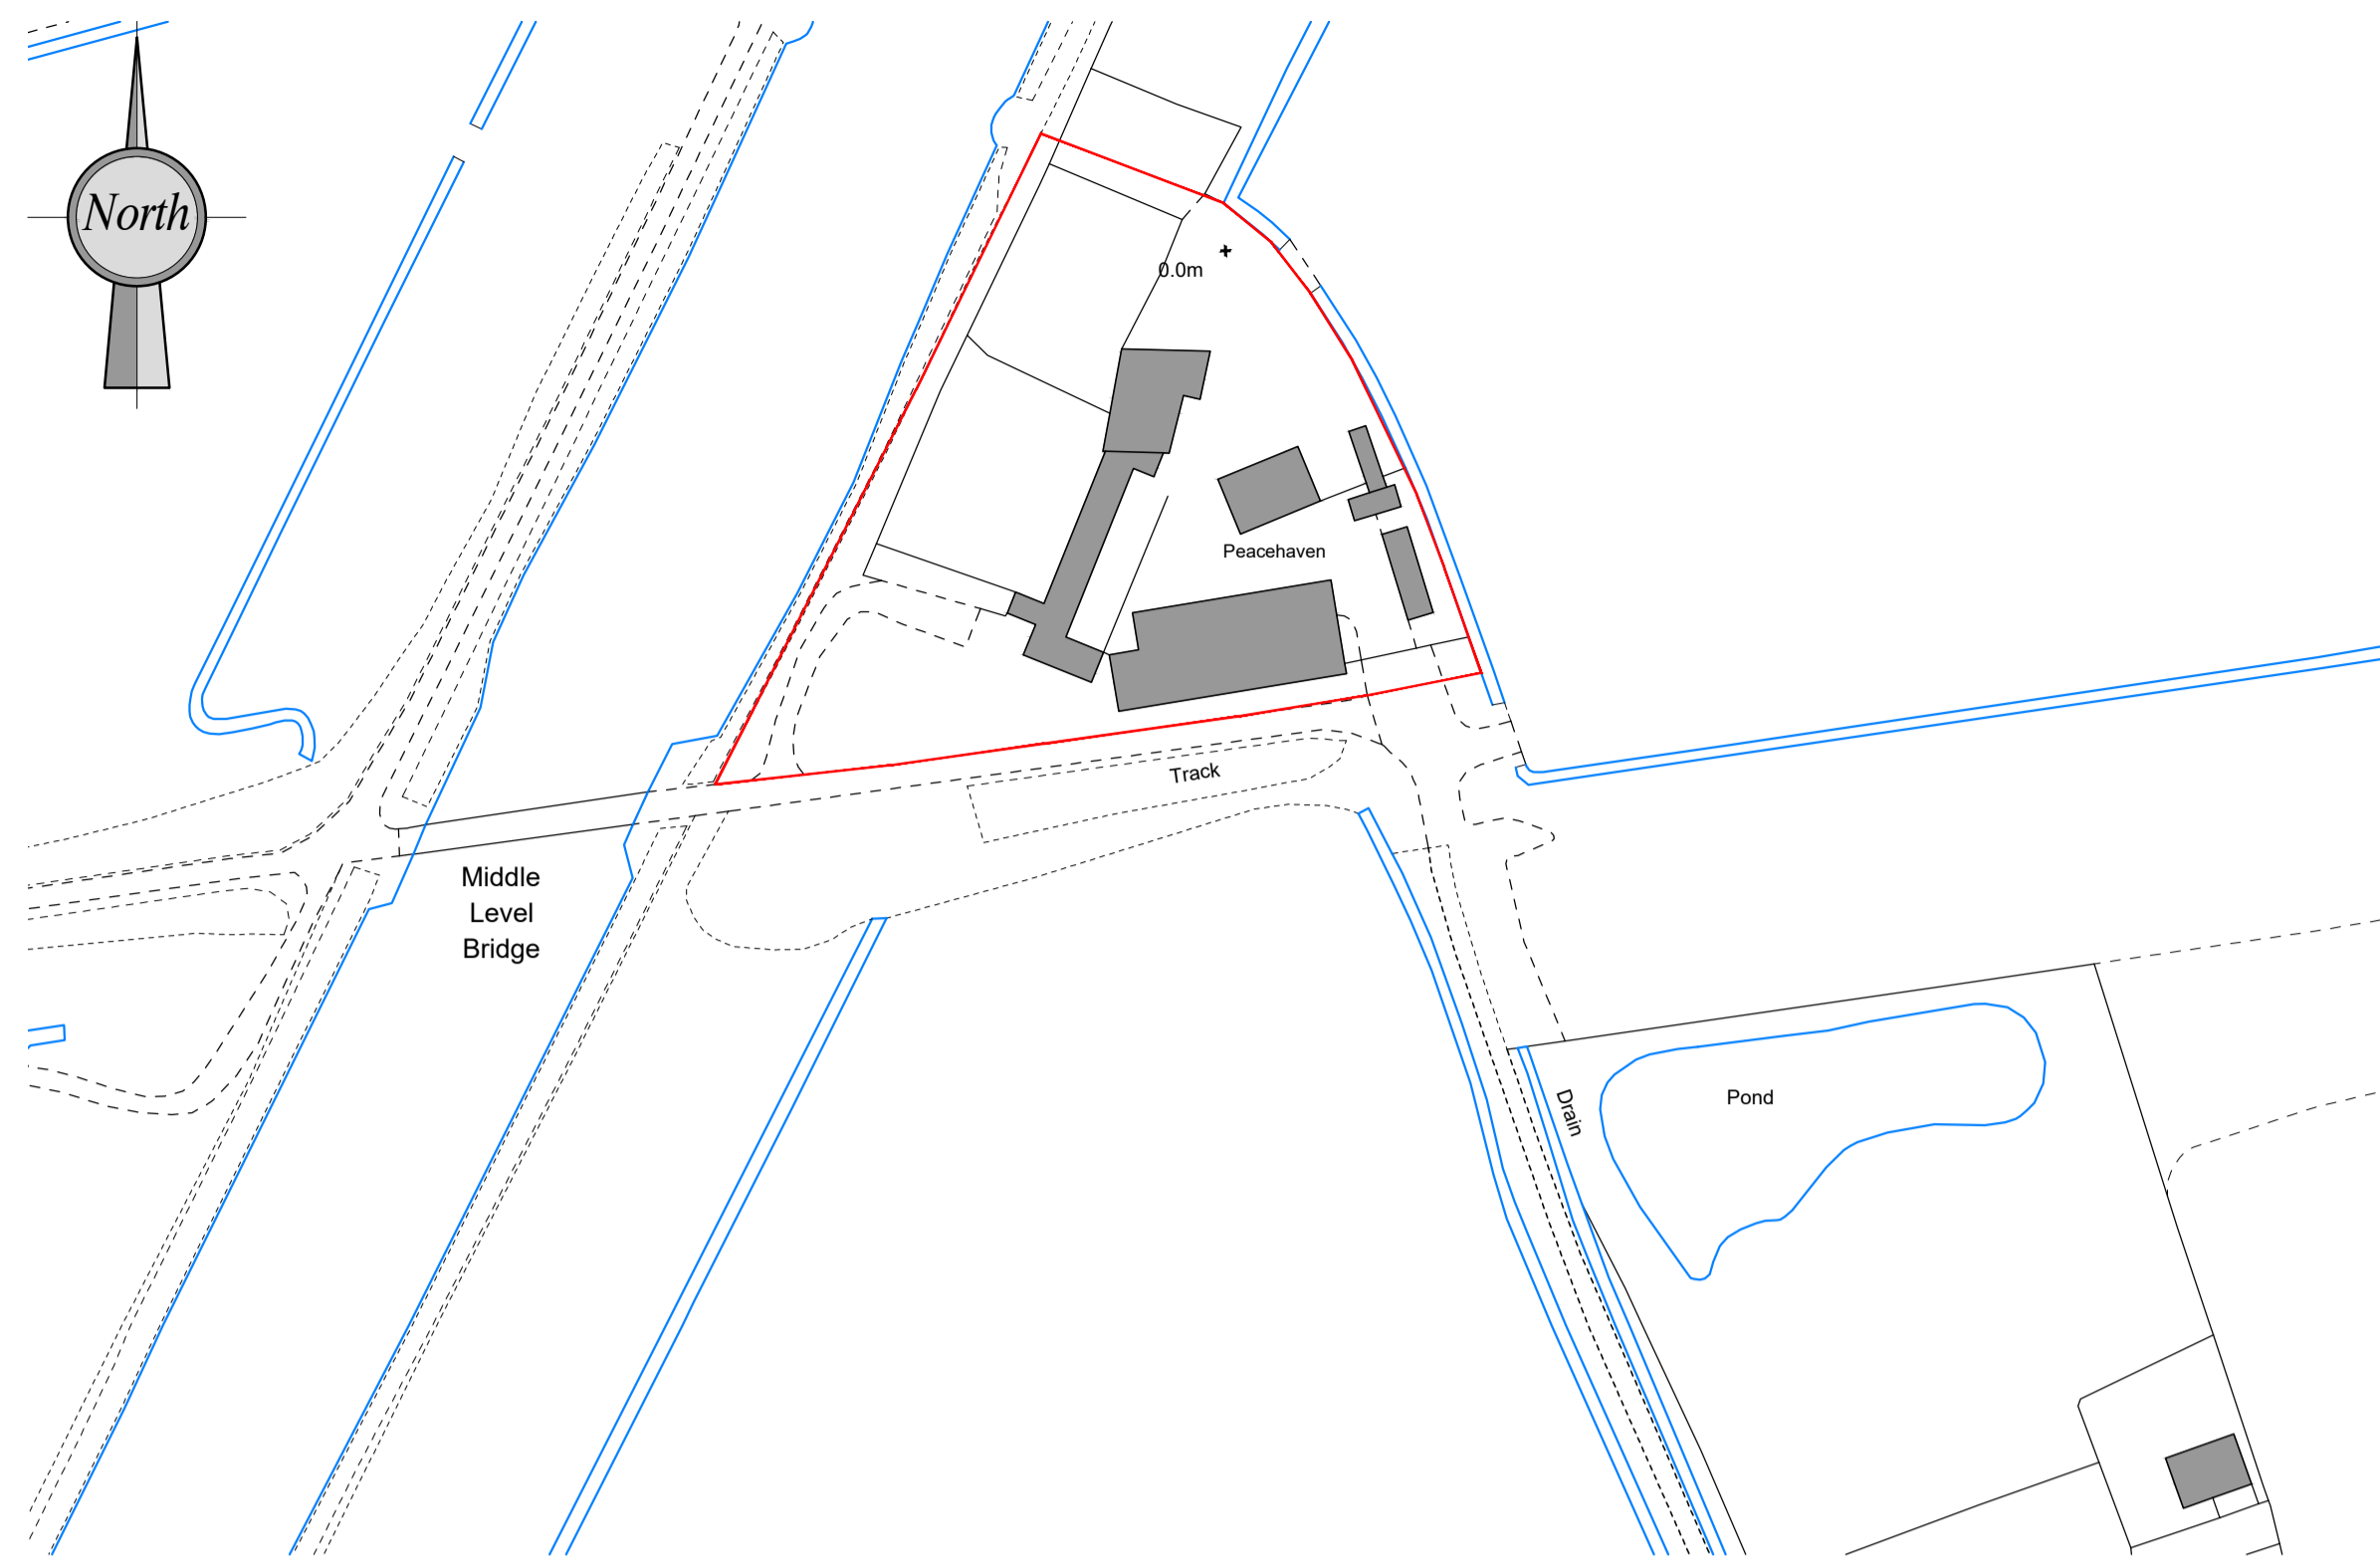 North
0.0m
Peacehaven
Track
Middle
Level
Bridge
Pond
Drain